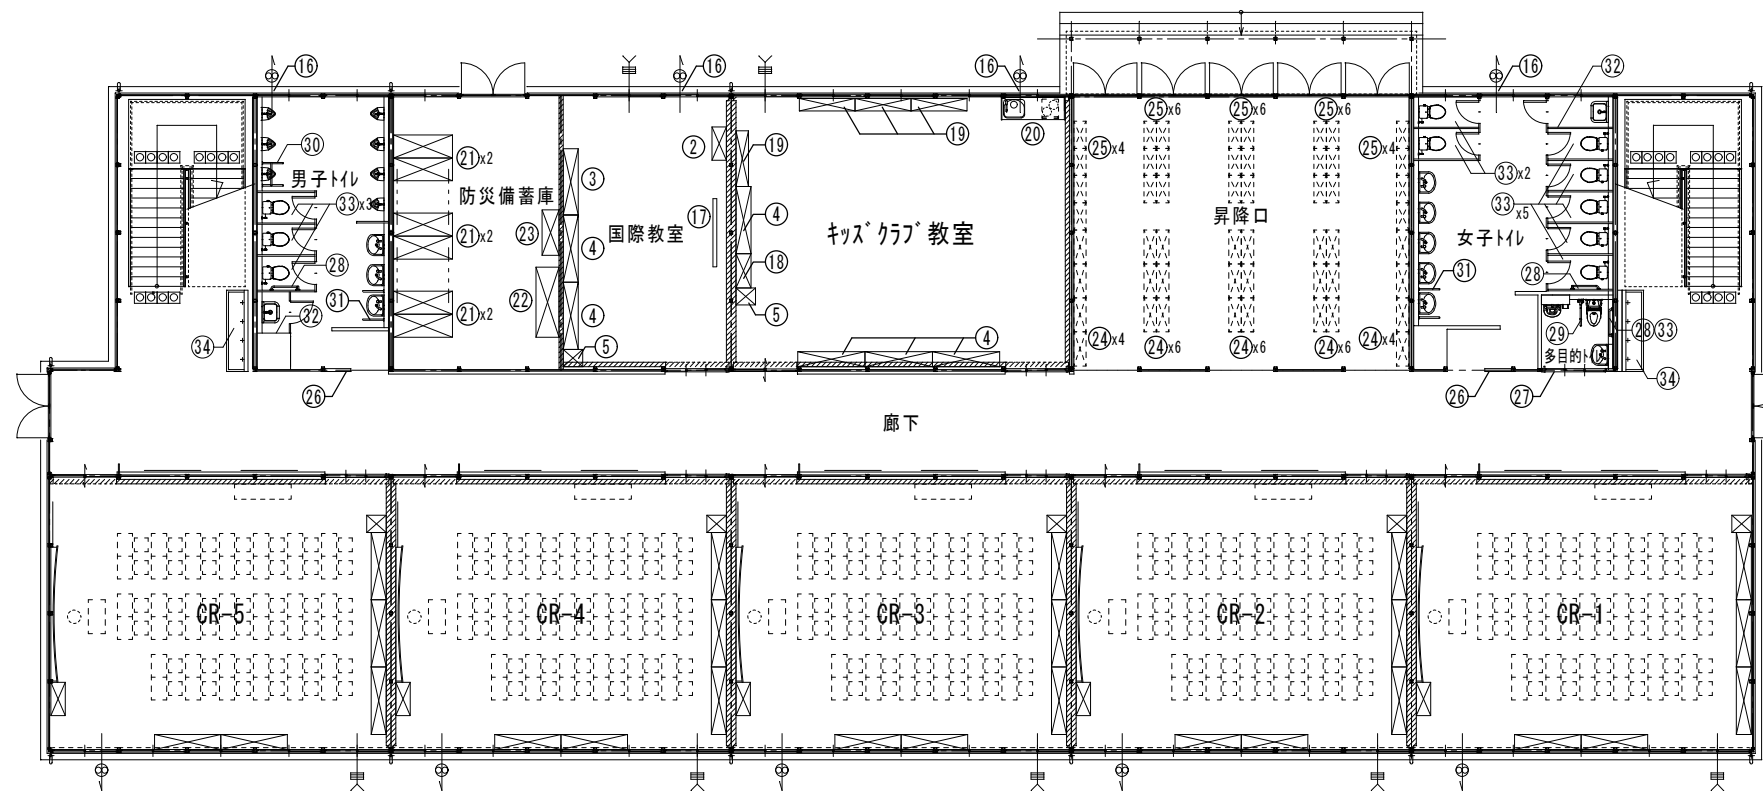 ⑯ ⑯ ⑯ ⑯ ⑯ ㉜
㉕x6 ㉕x6 ㉕x6
② ⑲ ⑲ ⑳
㉚ ㉑x2 ③ ㉕x4 ㉕x4
男子ﾄｲﾚ ㉝x2
防災備蓄庫
㉝x3 ⑰ ④ ㉝
x5
㉑x2 ㉓ 国際教室 ｷｯｽﾞｸﾗﾌﾞ教室 昇降口 女子ﾄｲﾚ
④
㉘ ⑱ ㉛ ㉘
㉛ ㉒ ⑤
㉜ ㉑x2 ④ ㉙ ㉘㉝
㉞ ⑤ ④ ㉔x4 ㉔x6 ㉔x6 ㉔x6 ㉔x4 多目的ﾄｲﾚ
㉞
㉖ ㉖ ㉗
廊下
CR-5 CR-4 CR-3 CR-2 CR-1